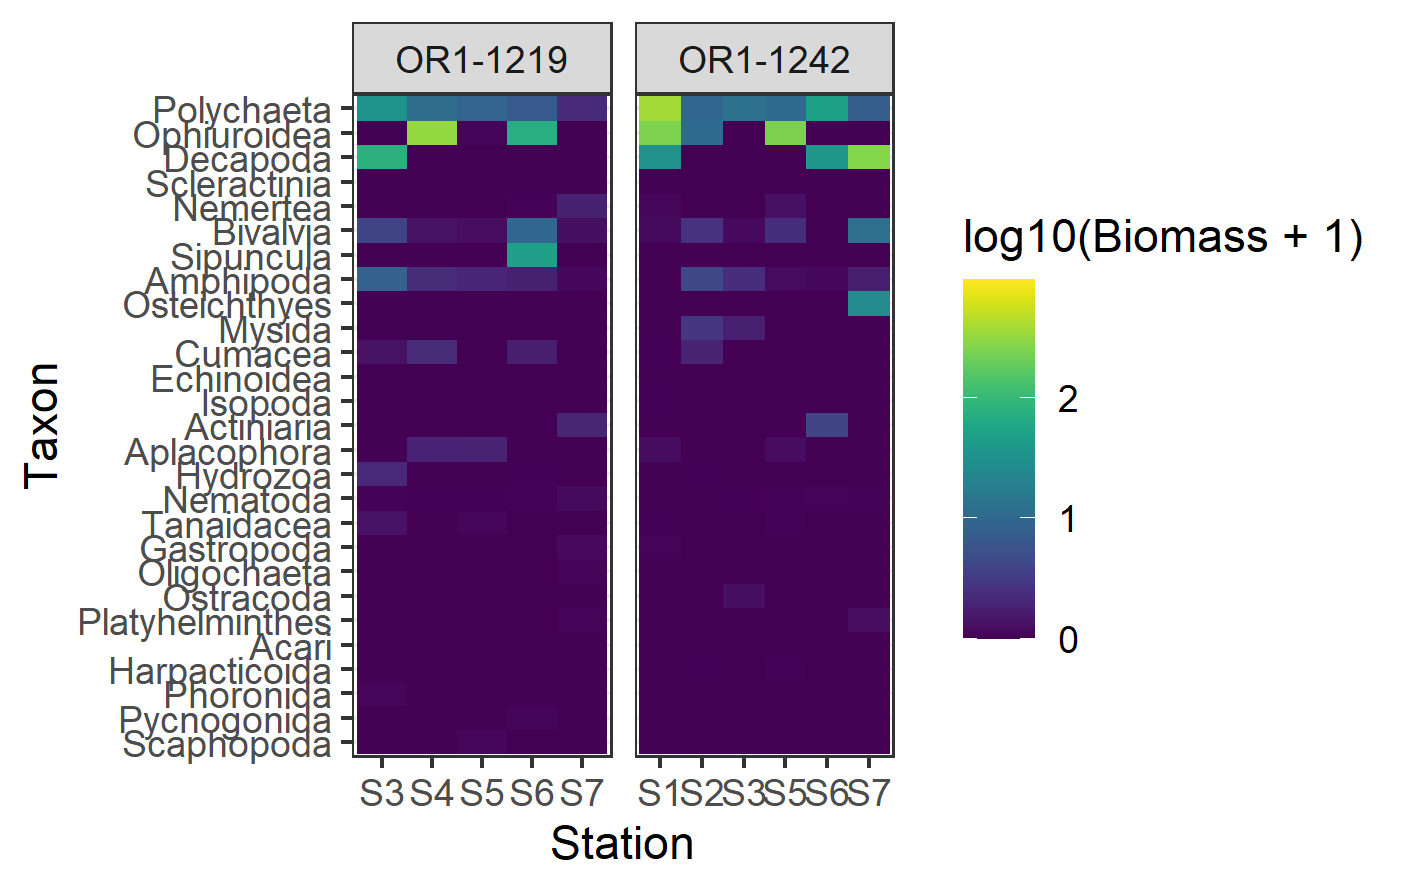 OR1-1219
OR1-1242
Polychaeta
Ophiuroidea
Decapoda
Scleractinia
Nemertea
Bivalvia
Sipuncula
Amphipoda
Osteichthyes
Mysida
Cumacea
Echinoidea
Isopoda
Actiniaria
Aplacophora
Hydrozoa
Nematoda
Tanaidacea
Gastropoda
Oligochaeta
Ostracoda
Platyhelminthes
Acari
Harpacticoida
Phoronida
Pycnogonida
Scaphopoda
Taxon
S3 S4 S5 S6 S7
S1 S2 S3 S5 S6 S7
Station
log10(Biomass + 1)
2
1
0